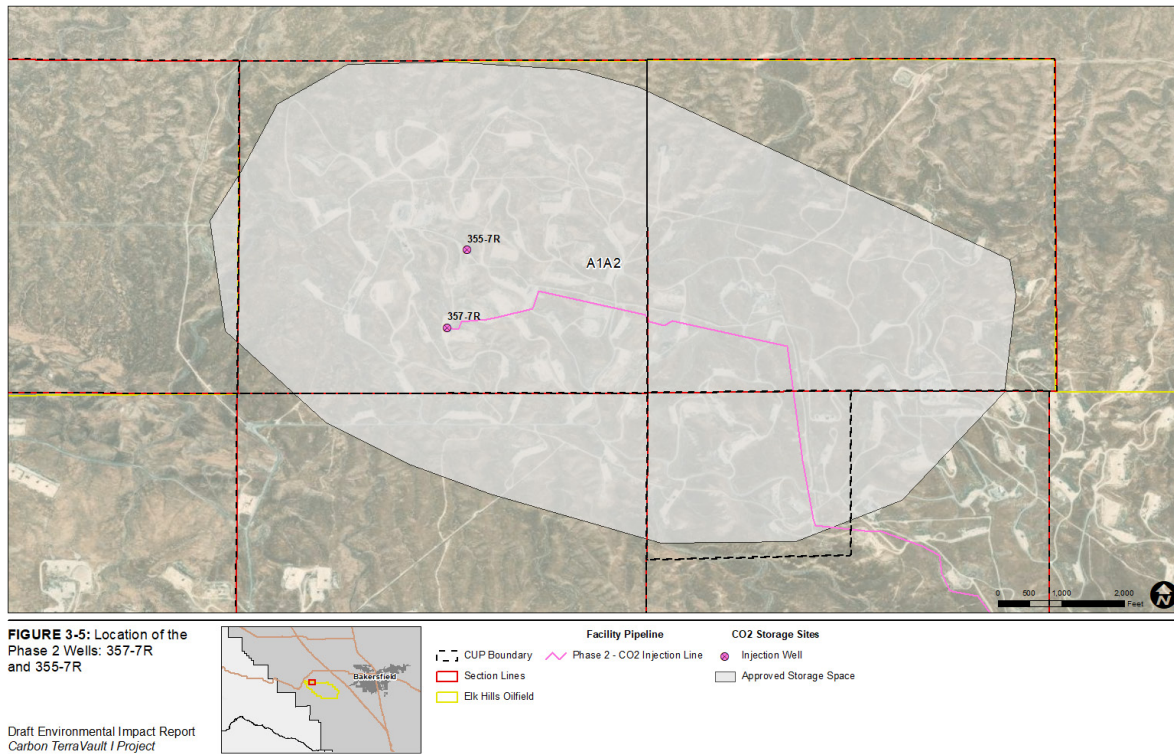 355-7R
A1A2
357-7R
0 500 1,000 2,000
Feet
N
FIGURE 3-5: Location of the
Phase 2 Wells: 357-7R
and 355-7R
Draft Environmental Impact Report
Carbon TerraVault I Project
Bakersfield
Facility Pipeline
CO2 Storage Sites
CUP Boundary
Phase 2 - CO2 Injection Line
Injection Well
Section Lines
Approved Storage Space
Elk Hills Oilfield